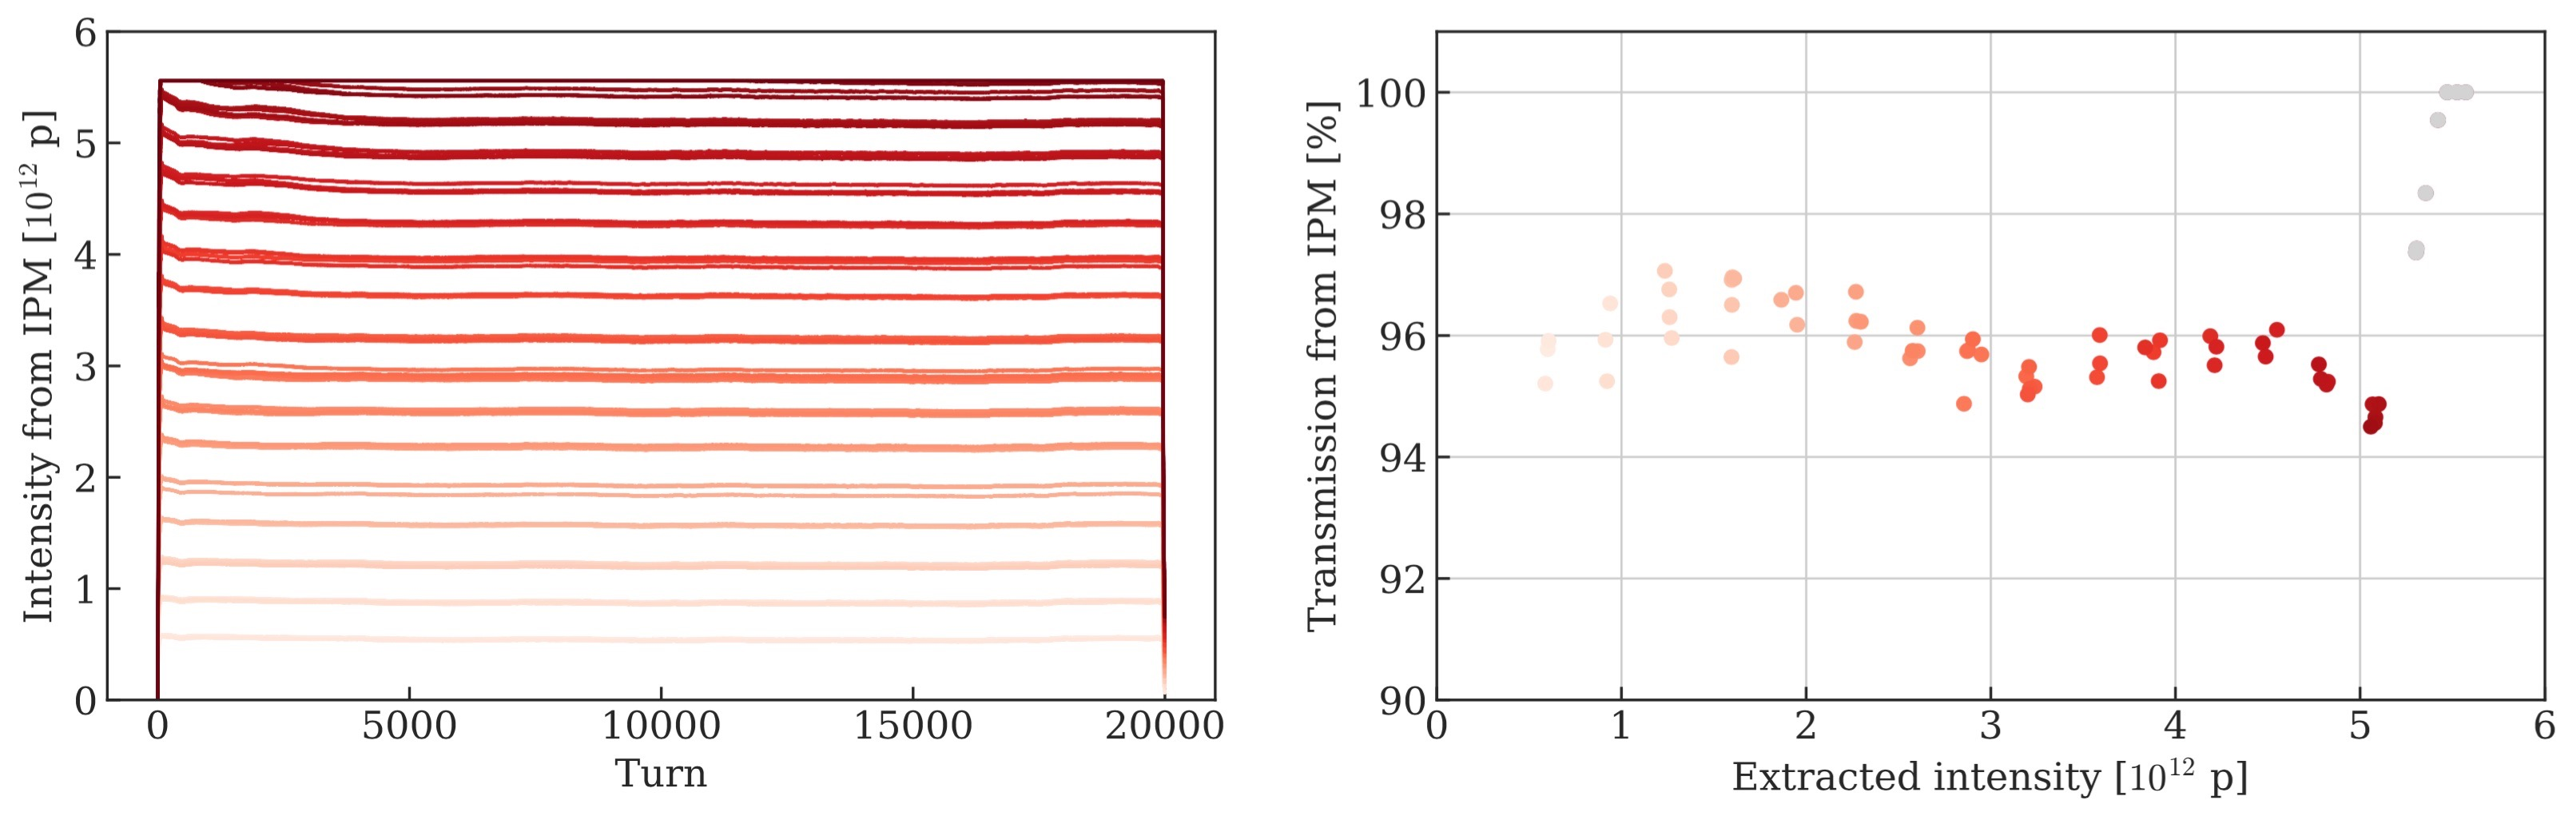 6
5
4
3
2
1
0
Intensity from IPM [10¹² p]
0 5000 10000 15000 20000
Turn
100
98
96
94
92
90
Transmission from IPM [%]
0 1 2 3 4 5 6
Extracted intensity [10¹² p]